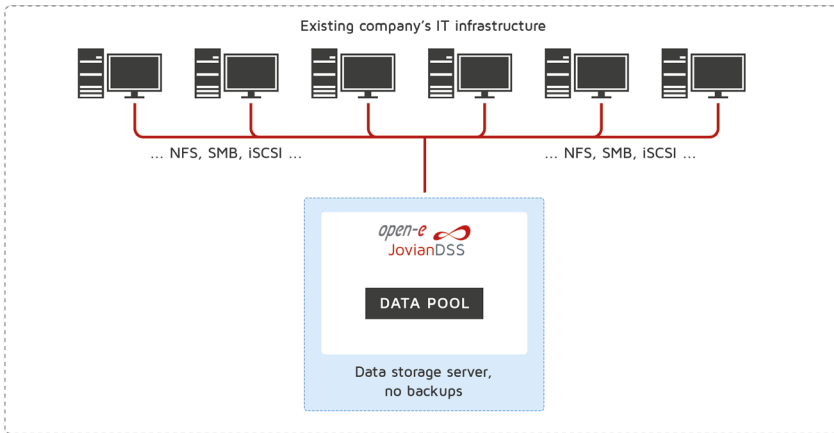 Existing company's IT infrastructure
... NFS, SMB, iSCSI ...
... NFS, SMB, iSCSI ...
open-e
JovianDSS
DATA POOL
Data storage server,
no backups